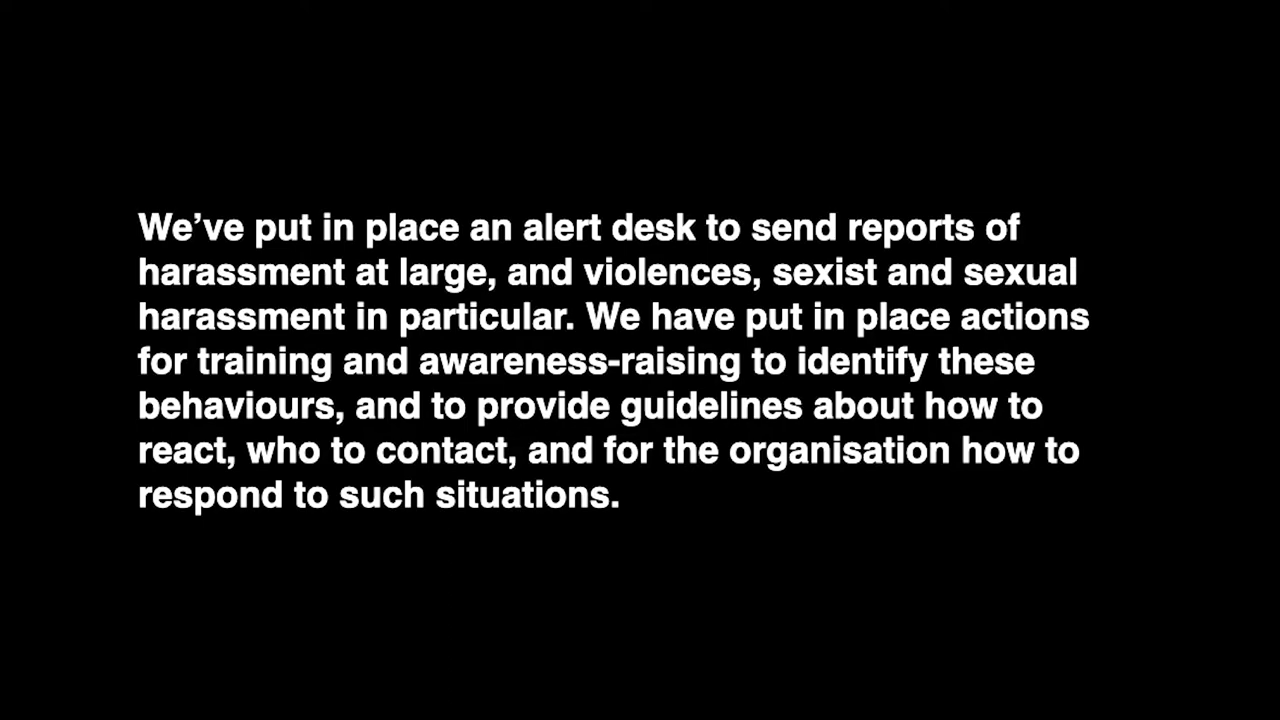 We’ve put in place an alert desk to send reports of
harassment at large, and violences, sexist and sexual
harassment in particular. We have put in place actions
for training and awareness-raising to identify these
behaviours, and to provide guidelines about how to
react, who to contact, and for the organisation how to
respond to such situations.